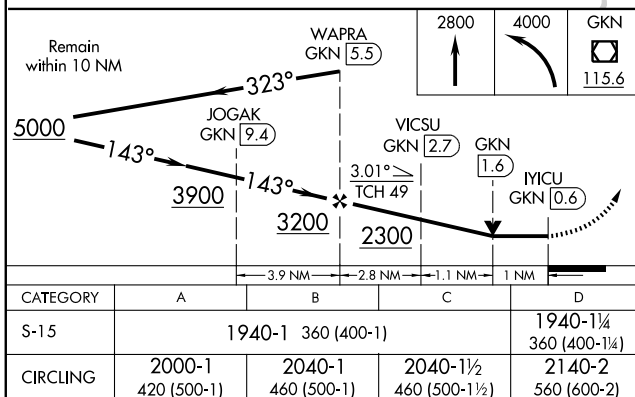 Remain
within 10 NM
WAPRA
GKN 5.5
2800
4000
GKN
115.6
323°
5000
JOGAK
GKN 9.4
VICSU
GKN 2.7
GKN
1.6
IYICU
GKN 0.6
143°
143°
3.01°
TCH 49
3900
3200
2300
3.9 NM
2.8 NM
1.1 NM
1 NM
CATEGORY A B C D
S-15 1940-1 360 (400-1) 1940-1¼
360 (400-1¼)
CIRCLING 2000-1 2040-1 2040-1½ 2140-2
420 (500-1) 460 (500-1) 460 (500-1½) 560 (600-2)